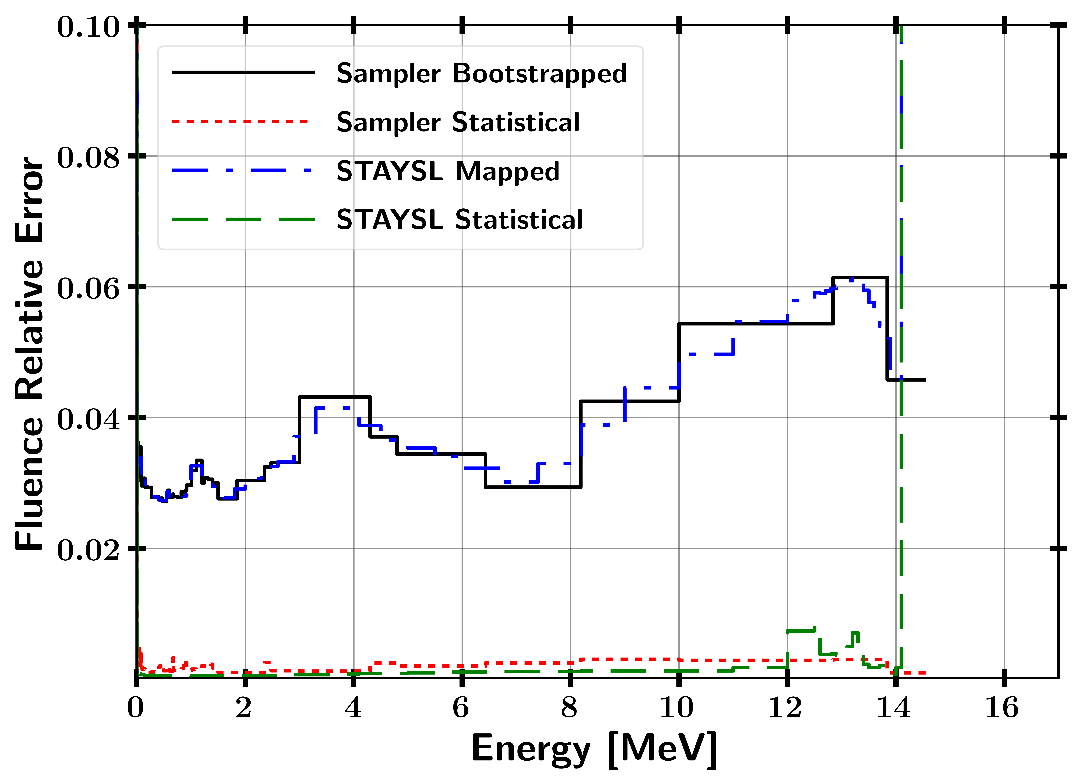 Fluence Relative Error
0.10
0.08
0.06
0.04
0.02
Sampler Bootstrapped
Sampler Statistical
STAYSL Mapped
STAYSL Statistical
0 2 4 6 8 10 12 14 16
Energy [MeV]